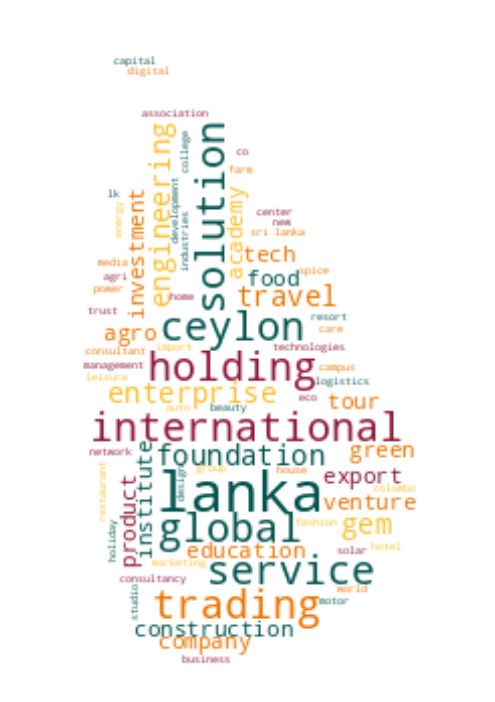 capital
digital
association
engineering
solution
college
co
farm
lk
energy
investment
development
industries
academy
center
new
sri lanka
media
tech
agri
food
spice
power
home
travel
trust
resort
agro
ceylon
care
consultant
import
technologies
management
holding
campus
leisure
logistics
enterprise
eco
tour
auto
beauty
international
network
institute
foundation
green
restaurant
product
design
group
house
export
lanka
colombo
venture
holiday
global
fashion
gem
education
solar
hotel
marketing
service
consultancy
studio
world
trading
motor
construction
company
business